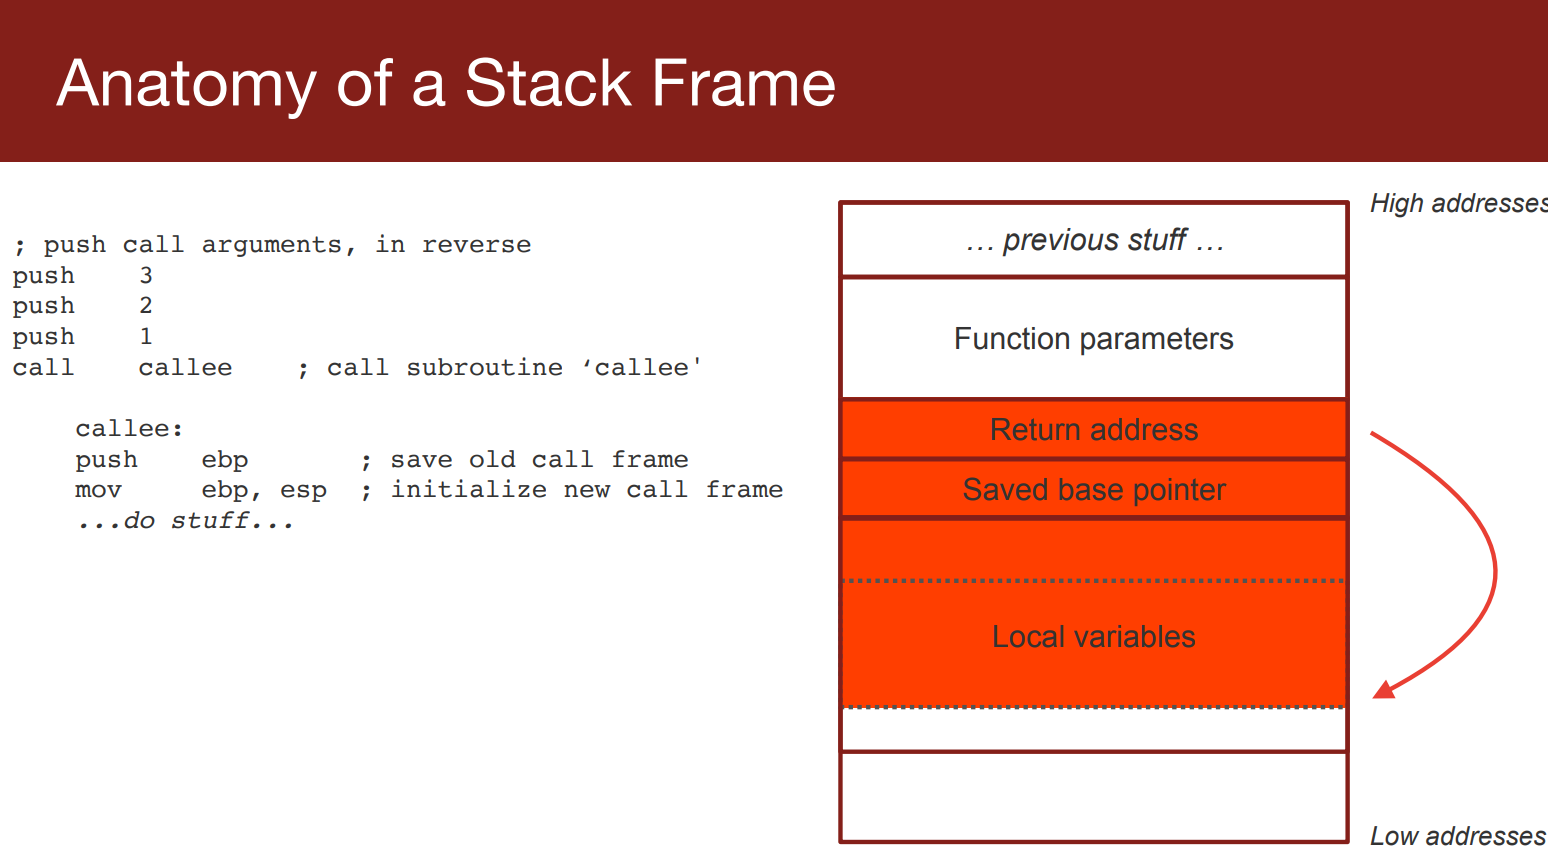 Anatomy of a Stack Frame
; push call arguments, in reverse
push    3
push    2
push    1
call    callee    ; call subroutine ‘callee'
    callee:
    push    ebp       ; save old call frame
    mov     ebp, esp  ; initialize new call frame
    ...do stuff...
High addresses
… previous stuff …
Function parameters
Return address
Saved base pointer
Local variables
Low addresses